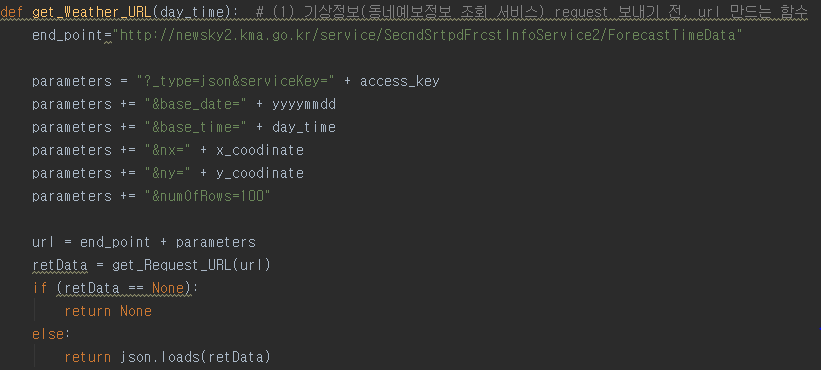 def get_Weather_URL(day_time):  # (1) 기상정보(동네예보정보 조회 서비스) request 보내기 전, url 만드는 함수
    end_point="http://newsky2.kma.go.kr/service/SecndSrtpdFrcstInfoService2/ForecastTimeData"
    parameters = "?_type=json&serviceKey=" + access_key
    parameters += "&base_date=" + yyyymmdd
    parameters += "&base_time=" + day_time
    parameters += "&nx=" + x_coodinate
    parameters += "&ny=" + y_coodinate
    parameters += "&numOfRows=100"
    url = end_point + parameters
    retData = get_Request_URL(url)
    if (retData == None):
        return None
    else:
        return json.loads(retData)